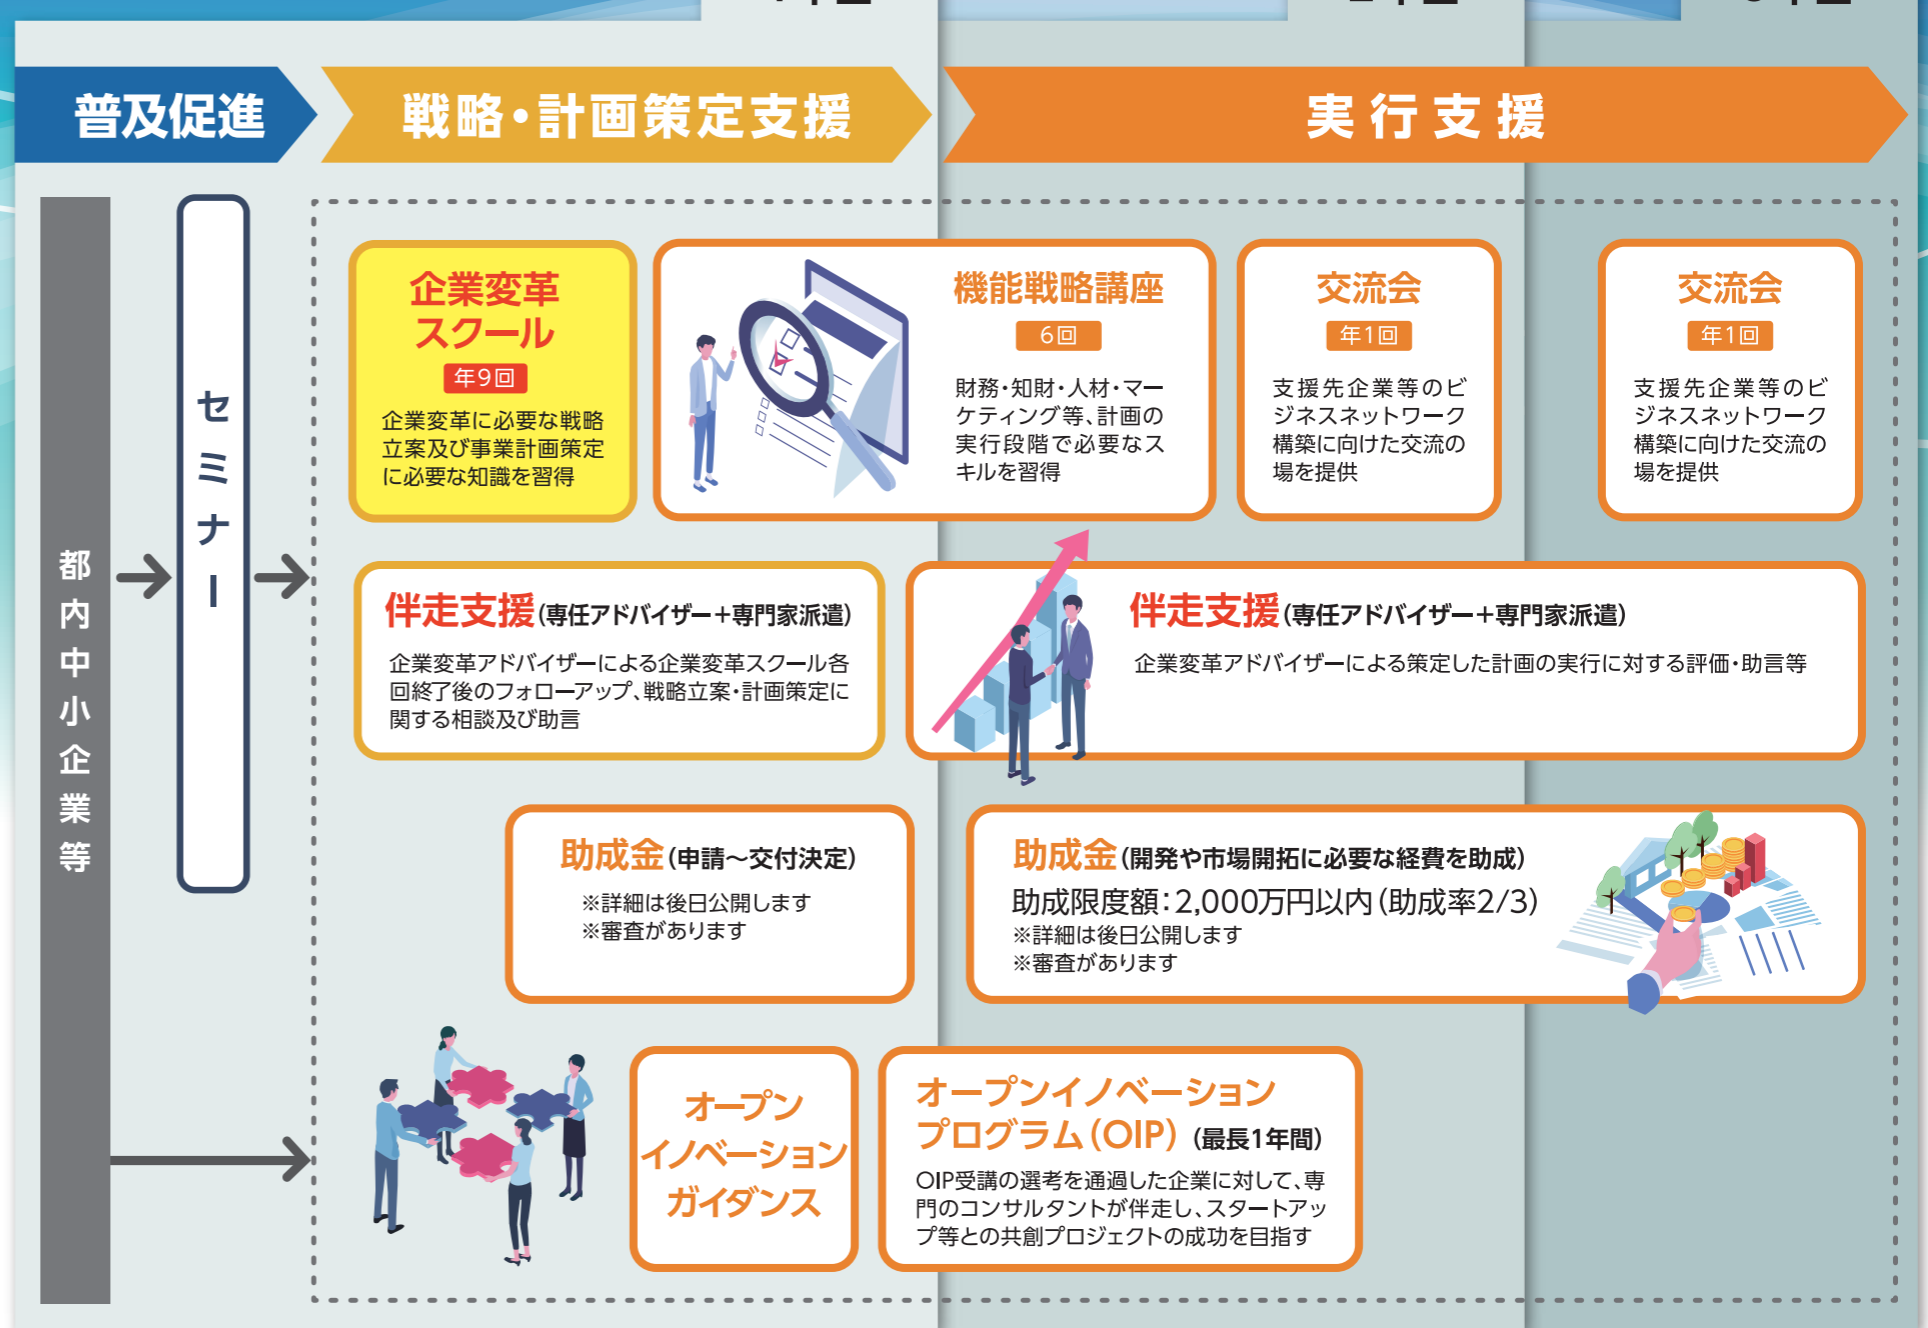 普及促進
戦略・計画策定支援
実行支援
都内中小企業等
セミナー
企業変革
スクール
年9回
企業変革に必要な戦略
立案及び事業計画策定
に必要な知識を習得
機能戦略講座
6回
財務・知財・人材・マー
ケティング等、計画の
実行段階で必要なス
キルを習得
交流会
年1回
支援先企業等のビ
ジネスネットワーク
構築に向けた交流の
場を提供
交流会
年1回
支援先企業等のビ
ジネスネットワーク
構築に向けた交流の
場を提供
伴走支援(専任アドバイザー+専門家派遣)
企業変革アドバイザーによる企業変革スクール各
回終了後のフォローアップ、戦略立案・計画策定に
関する相談及び助言
伴走支援(専任アドバイザー+専門家派遣)
企業変革アドバイザーによる策定した計画の実行に対する評価・助言等
助成金(申請〜交付決定)
※詳細は後日公開します
※審査があります
助成金(開発や市場開拓に必要な経費を助成)
助成限度額:2,000万円以内(助成率2/3)
※詳細は後日公開します
※審査があります
オープン
イノベーション
ガイダンス
オープンイノベーション
プログラム(OIP)(最長1年間)
OIP受講の選考を通過した企業に対して、専
門のコンサルタントが伴走し、スタートアッ
プ等との共創プロジェクトの成功を目指す